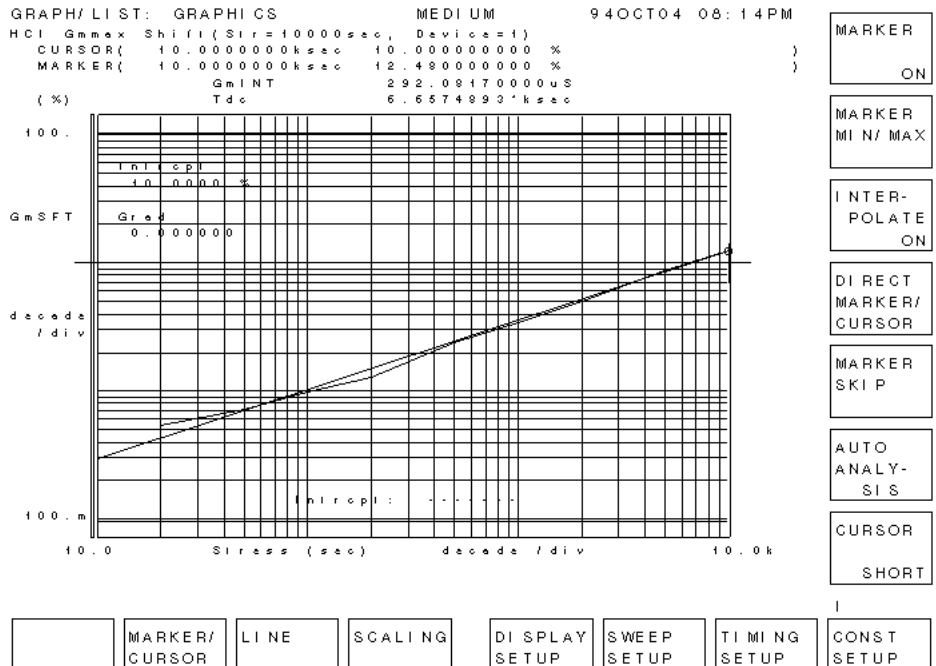 GRAPH/LIST: GRAPHICS MEDIUM 94OCT04 08:14PM
HCI Gmmax Shift(Str=10000sec, Device=1)
CURSOR( 10.0000000ksec 10.0000000000 % )
MARKER( 10.0000000ksec 12.4800000000 % )
GmINT 292.08170000uS
Tdc 6.65748931ksec
(%)
100.
Intrcpt
10.0000 %
GmSFT
Grad
0.000000
decade
/div
Intrcpt: -------
100.m
10.0 Stress (sec) decade /div 10.0k
MARKER
ON
MARKER
MIN/MAX
INTER-
POLATE
ON
DIRECT
MARKER/
CURSOR
MARKER
SKIP
AUTO
ANALY-
SIS
CURSOR
SHORT
MARKER/
CURSOR
LINE
SCALING
DISPLAY
SETUP
SWEEP
SETUP
TIMING
SETUP
CONST
SETUP